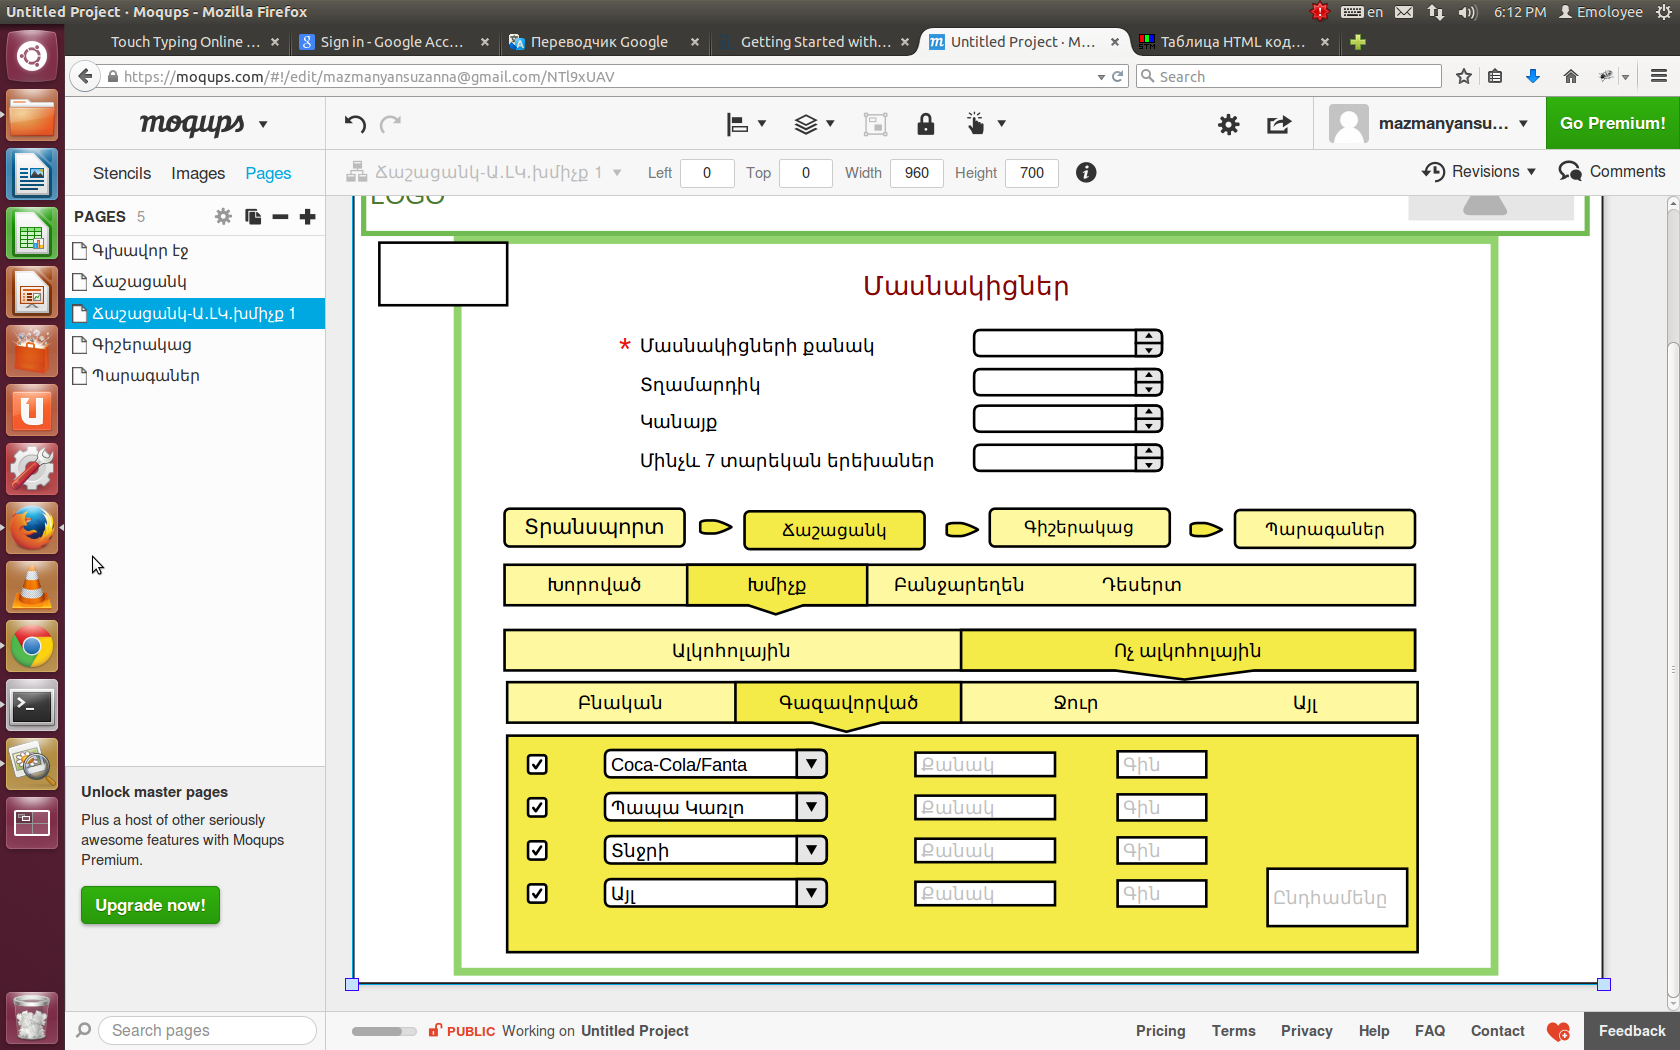 Untitled Project · Moqups - Mozilla Firefox
en
6:12 PM
Emoloyee
Touch Typing Online ...
Sign in - Google Acc...
Переводчик Google
Getting Started with...
Untitled Project · M...
Таблица HTML код...
https://moqups.com/#!/edit/mazmanyansuzanna@gmail.com/NTl9xUAV
Search
moqups
mazmanyansu...
Go Premium!
Stencils
Images
Pages
Ճաշացանկ-Ա.ԼԿ.խմիչք 1
Left
0
Top
0
Width
960
Height
700
Revisions
Comments
PAGES 5
Գլխավոր էջ
Ճաշացանկ
Ճաշացանկ-Ա.ԼԿ.խմիչք 1
Գիշերակաց
Պարագաներ
LOGO
Մասնակիցներ
* Մասնակիցների քանակ
Տղամարդիկ
Կանայք
Մինչև 7 տարեկան երեխաներ
Տրանսպորտ
Ճաշացանկ
Գիշերակաց
Պարագաներ
Խորոված
Խմիչք
Բանջարեղեն
Դեսերտ
Ալկոհոլային
Ոչ ալկոհոլային
Բնական
Գազավորված
Ջուր
Այլ
Coca-Cola/Fanta
Քանակ
Գին
Պապա Կառլո
Քանակ
Գին
Տնջրի
Քանակ
Գին
Այլ
Քանակ
Գին
Ընդհամենը
Unlock master pages
Plus a host of other seriously
awesome features with Moqups
Premium.
Upgrade now!
Search pages
PUBLIC Working on Untitled Project
Pricing
Terms
Privacy
Help
FAQ
Contact
Feedback